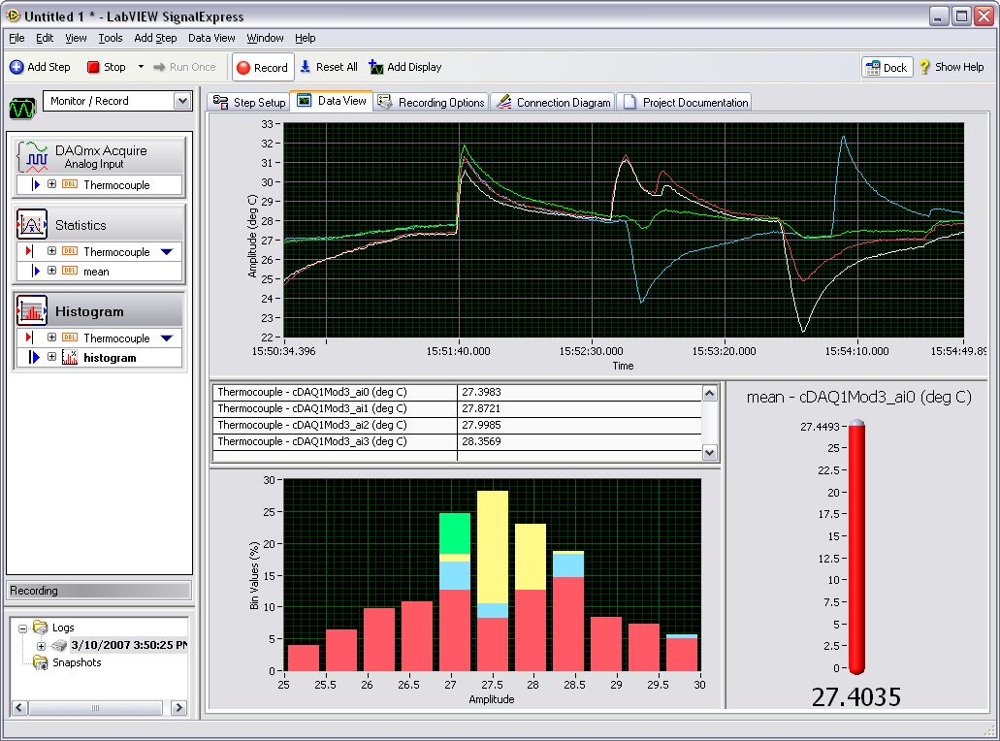 Untitled 1 * - LabVIEW SignalExpress
File Edit View Tools Add Step Data View Window Help
Add Step Stop Run Once Record Reset All Add Display Dock Show Help
Monitor / Record
Step Setup Data View Recording Options Connection Diagram Project Documentation
DAQmx Acquire
Analog Input
DBL Thermocouple
Statistics
DBL Thermocouple
DBL mean
Histogram
DBL Thermocouple
histogram
Recording
Logs
3/10/2007 3:50:25 PM
Snapshots
Amplitude (deg C)
33
32
31
30
29
28
27
26
25
24
23
22
15:50:34.396 15:51:40.000 15:52:30.000 15:53:20.000 15:54:10.000 15:54:49.89
Time
Thermocouple - cDAQ1Mod3_ai0 (deg C) 27.3983
Thermocouple - cDAQ1Mod3_ai1 (deg C) 27.8721
Thermocouple - cDAQ1Mod3_ai2 (deg C) 27.9985
Thermocouple - cDAQ1Mod3_ai3 (deg C) 28.3569
Bin Values (%)
30
25
20
15
10
5
0
25 25.5 26 26.5 27 27.5 28 28.5 29 29.5 30
Amplitude
mean - cDAQ1Mod3_ai0 (deg C)
27.4493
25
22.5
20
17.5
15
12.5
10
7.5
5
2.5
0
27.4035